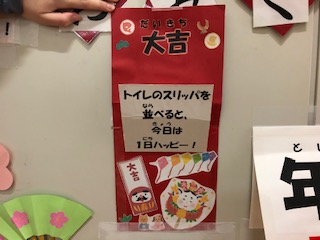 だいきち
大吉
トイレのスリッパを
なら
並べると、
きょう
今日は
にち
1日ハッピー！
大吉
とし
年